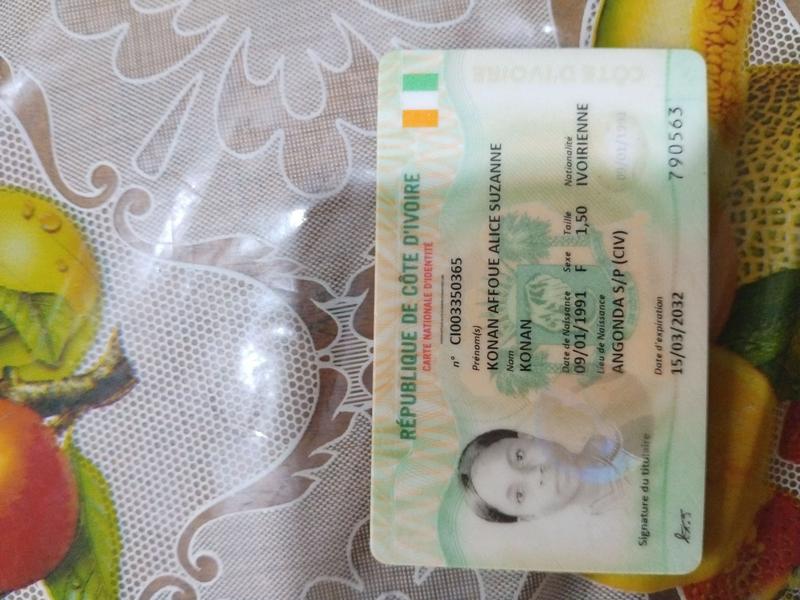 CÔTE D'IVOIRE
RÉPUBLIQUE DE CÔTE D'IVOIRE
CARTE NATIONALE D'IDENTITÉ
n° CI003350365
Prénom(s)
KONAN AFFOUE ALICE SUZANNE
Nom
KONAN
Date de Naissance Sexe Taille Nationalité
09/01/1991 F 1,50 IVOIRIENNE
Lieu de Naissance
ANGONDA S/P (CIV)
Signature du titulaire
Date d'expiration
15/03/2032
790563